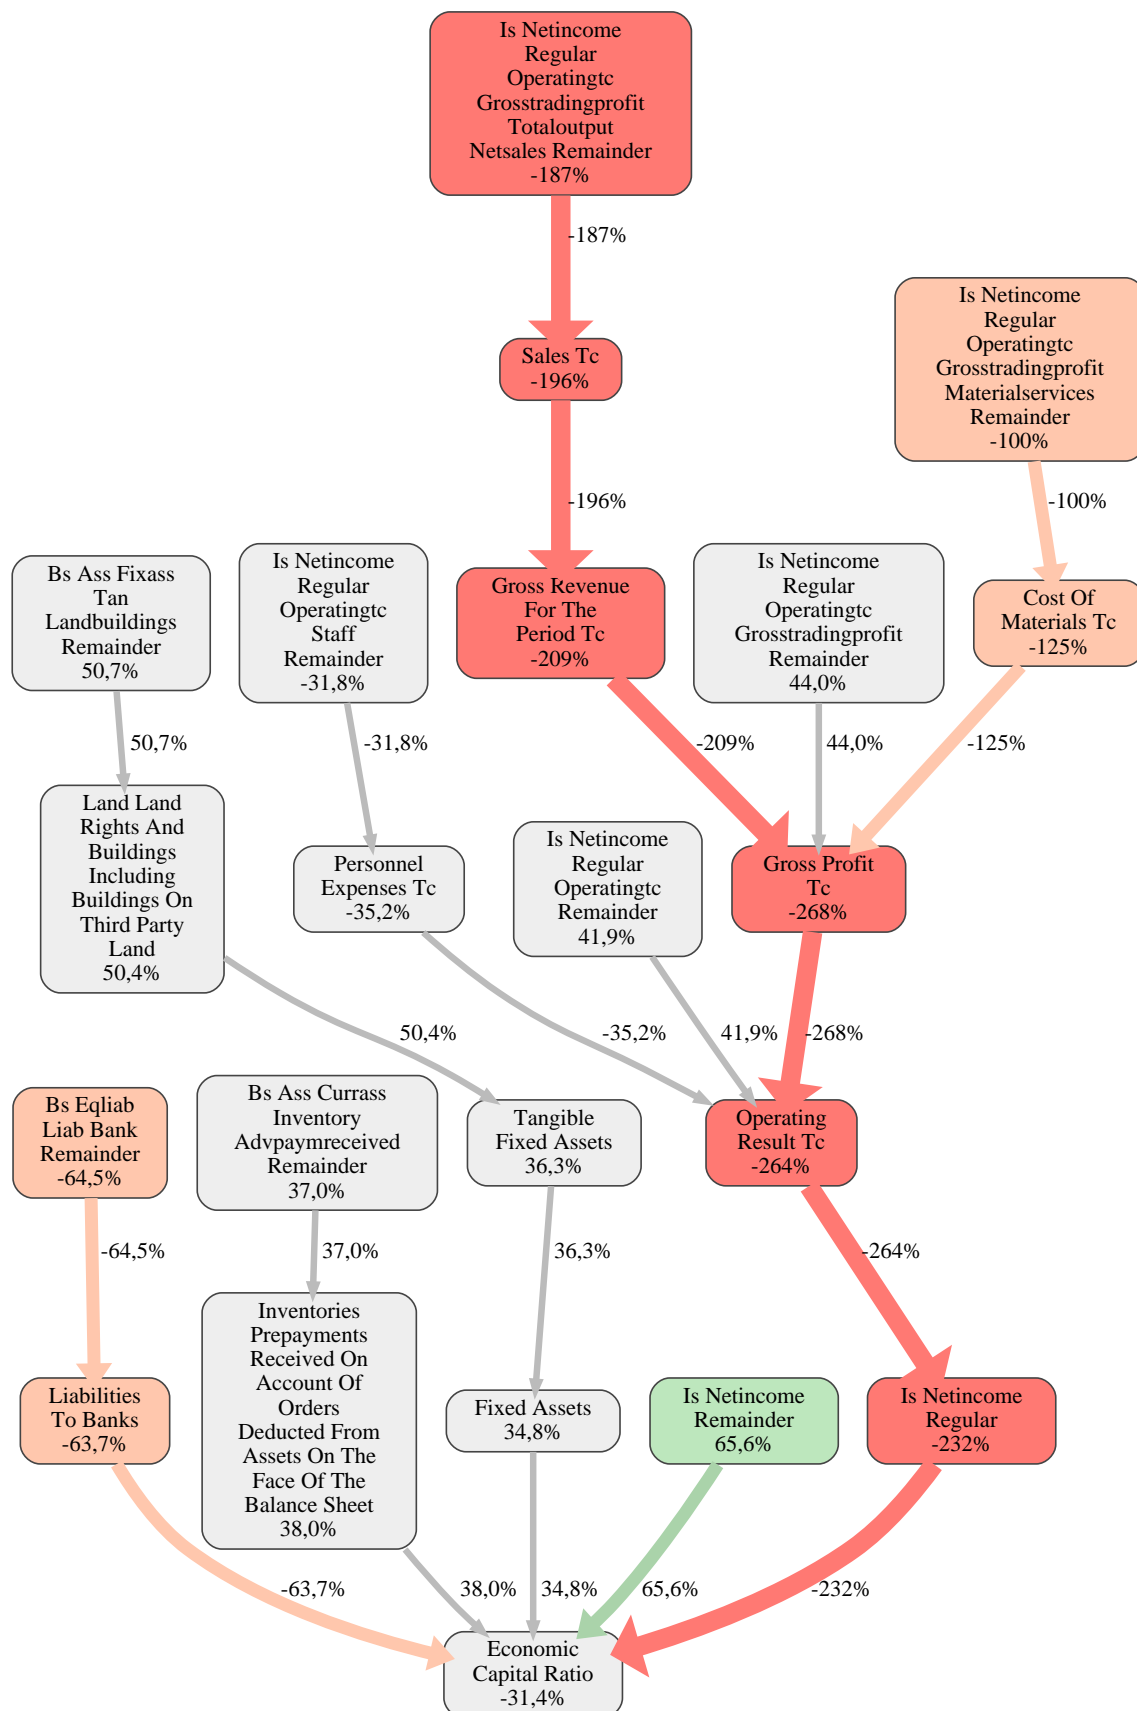 Is Netincome
Regular
Operatingtc
Grosstradingprofit
Totaloutput
Netsales Remainder
-187%
-187%
Sales Tc
-196%
Is Netincome
Regular
Operatingtc
Grosstradingprofit
Materialservices
Remainder
-100%
-196%
-100%
Bs Ass Fixass
Tan
Landbuildings
Remainder
50,7%
Is Netincome
Regular
Operatingtc
Staff
Remainder
-31,8%
Gross Revenue
For The
Period Tc
-209%
Is Netincome
Regular
Operatingtc
Grosstradingprofit
Remainder
44,0%
Cost Of
Materials Tc
-125%
50,7%
-31,8%
-209%
44,0%
-125%
Land Land
Rights And
Buildings
Including
Buildings On
Third Party
Land
50,4%
Personnel
Expenses Tc
-35,2%
Is Netincome
Regular
Operatingtc
Remainder
41,9%
Gross Profit
Tc
-268%
50,4%
-35,2%
41,9%
-268%
Bs Eqliab
Liab Bank
Remainder
-64,5%
Bs Ass Currass
Inventory
Advpaymreceived
Remainder
37,0%
Tangible
Fixed Assets
36,3%
Operating
Result Tc
-264%
-64,5%
37,0%
36,3%
-264%
Liabilities
To Banks
-63,7%
Inventories
Prepayments
Received On
Account Of
Orders
Deducted From
Assets On The
Face Of The
Balance Sheet
38,0%
Fixed Assets
34,8%
Is Netincome
Remainder
65,6%
Is Netincome
Regular
-232%
-63,7%
38,0%
34,8%
65,6%
-232%
Economic
Capital Ratio
-31,4%